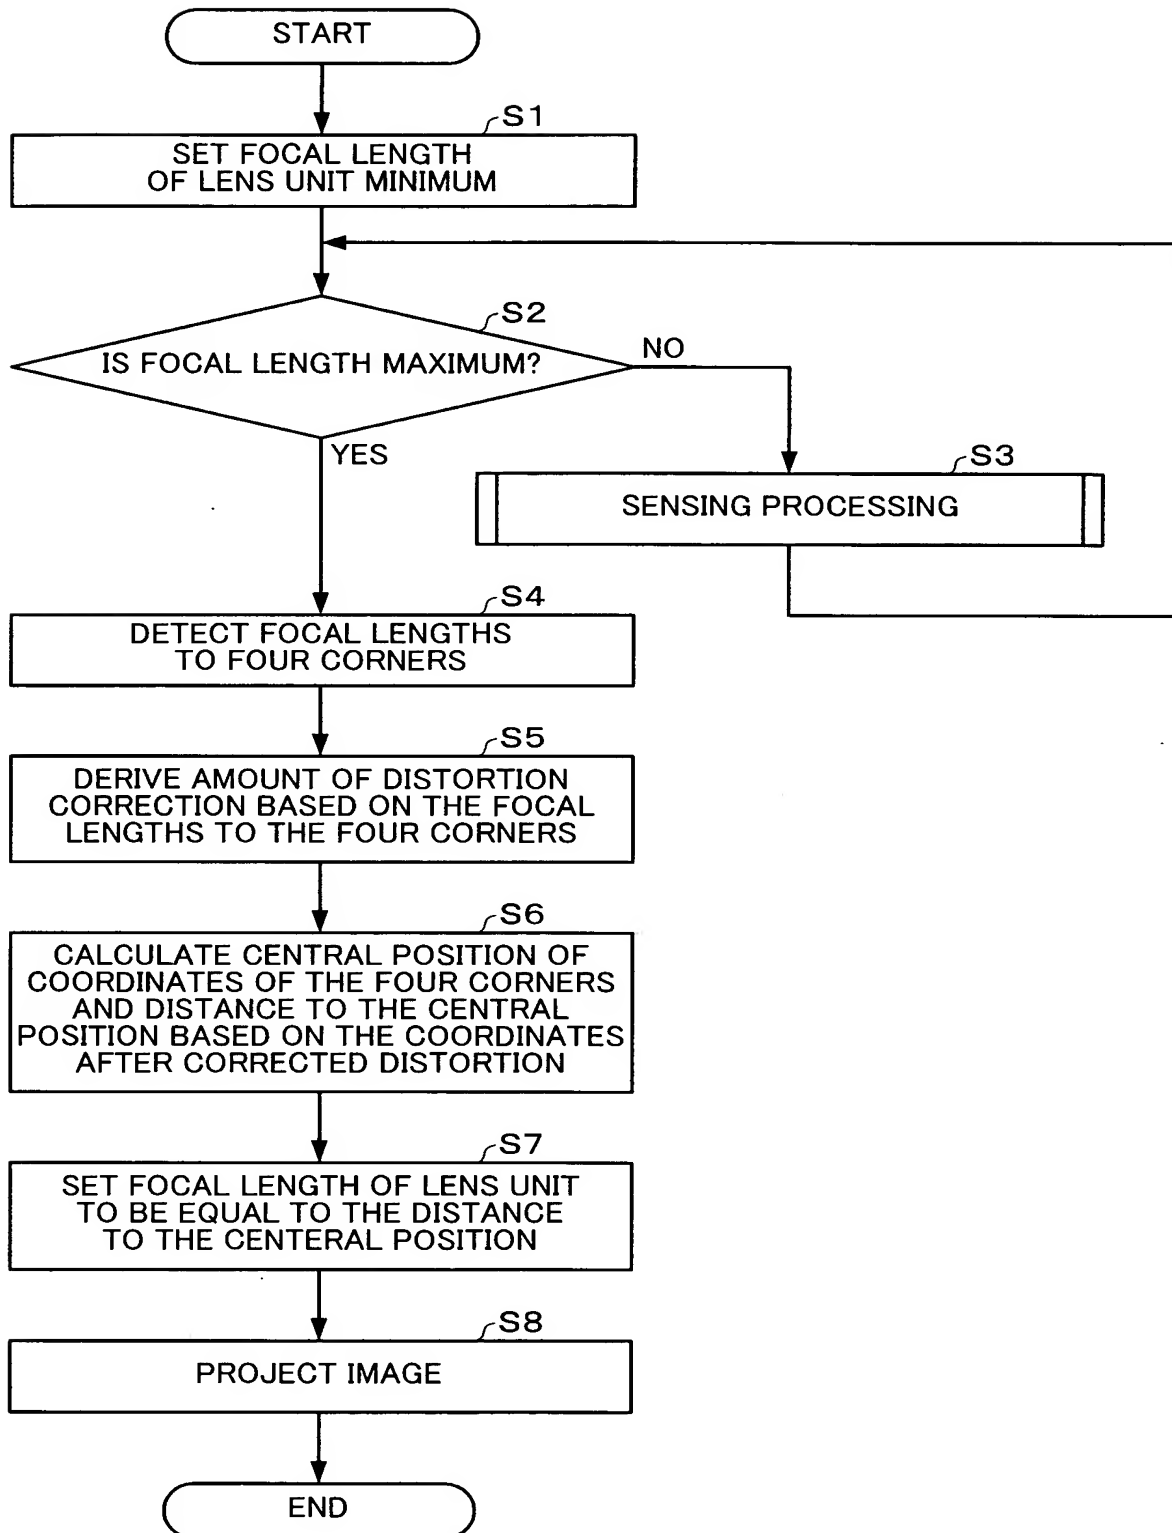 START
S1
SET FOCAL LENGTH
OF LENS UNIT MINIMUM
S2
IS FOCAL LENGTH MAXIMUM?
NO
YES
S3
SENSING PROCESSING
S4
DETECT FOCAL LENGTHS
TO FOUR CORNERS
S5
DERIVE AMOUNT OF DISTORTION
CORRECTION BASED ON THE FOCAL
LENGTHS TO THE FOUR CORNERS
S6
CALCULATE CENTRAL POSITION OF
COORDINATES OF THE FOUR CORNERS
AND DISTANCE TO THE CENTRAL
POSITION BASED ON THE COORDINATES
AFTER CORRECTED DISTORTION
S7
SET FOCAL LENGTH OF LENS UNIT
TO BE EQUAL TO THE DISTANCE
TO THE CENTERAL POSITION
S8
PROJECT IMAGE
END